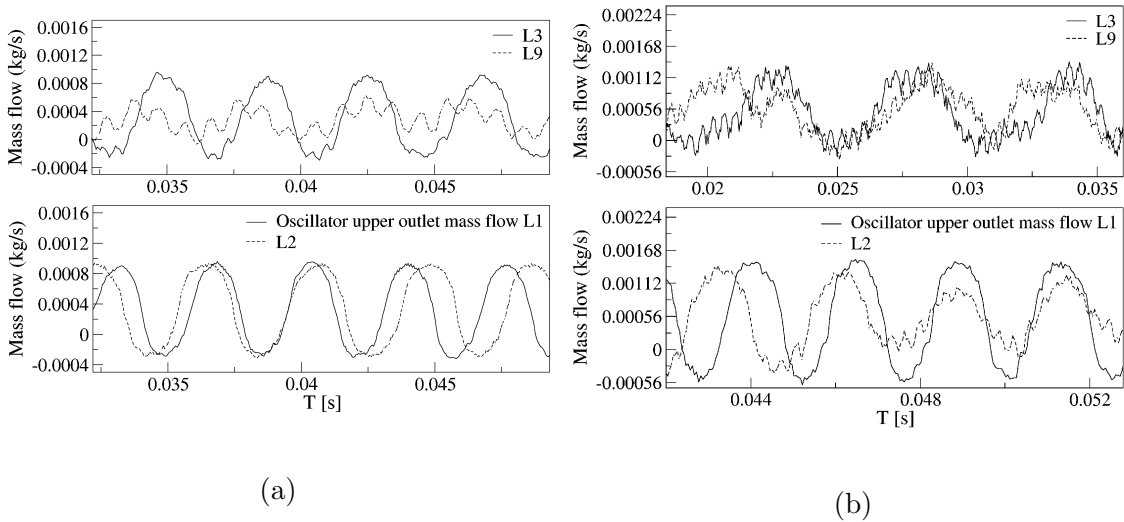 0.0016
0.0012
0.0008
0.0004
0
-0.0004
Mass flow (kg/s)
L3
L9
0.035
0.04
0.045
0.0016
0.0012
0.0008
0.0004
0
-0.0004
Mass flow (kg/s)
Oscillator upper outlet mass flow L1
L2
0.035
0.04
0.045
T [s]
(a)
0.00224
0.00168
0.00112
0.00056
0
-0.00056
Mass flow (kg/s)
L3
L9
0.02
0.025
0.03
0.035
0.00224
0.00168
0.00112
0.00056
0
-0.00056
Mass flow (kg/s)
Oscillator upper outlet mass flow L1
L2
0.044
0.048
0.052
T [s]
(b)